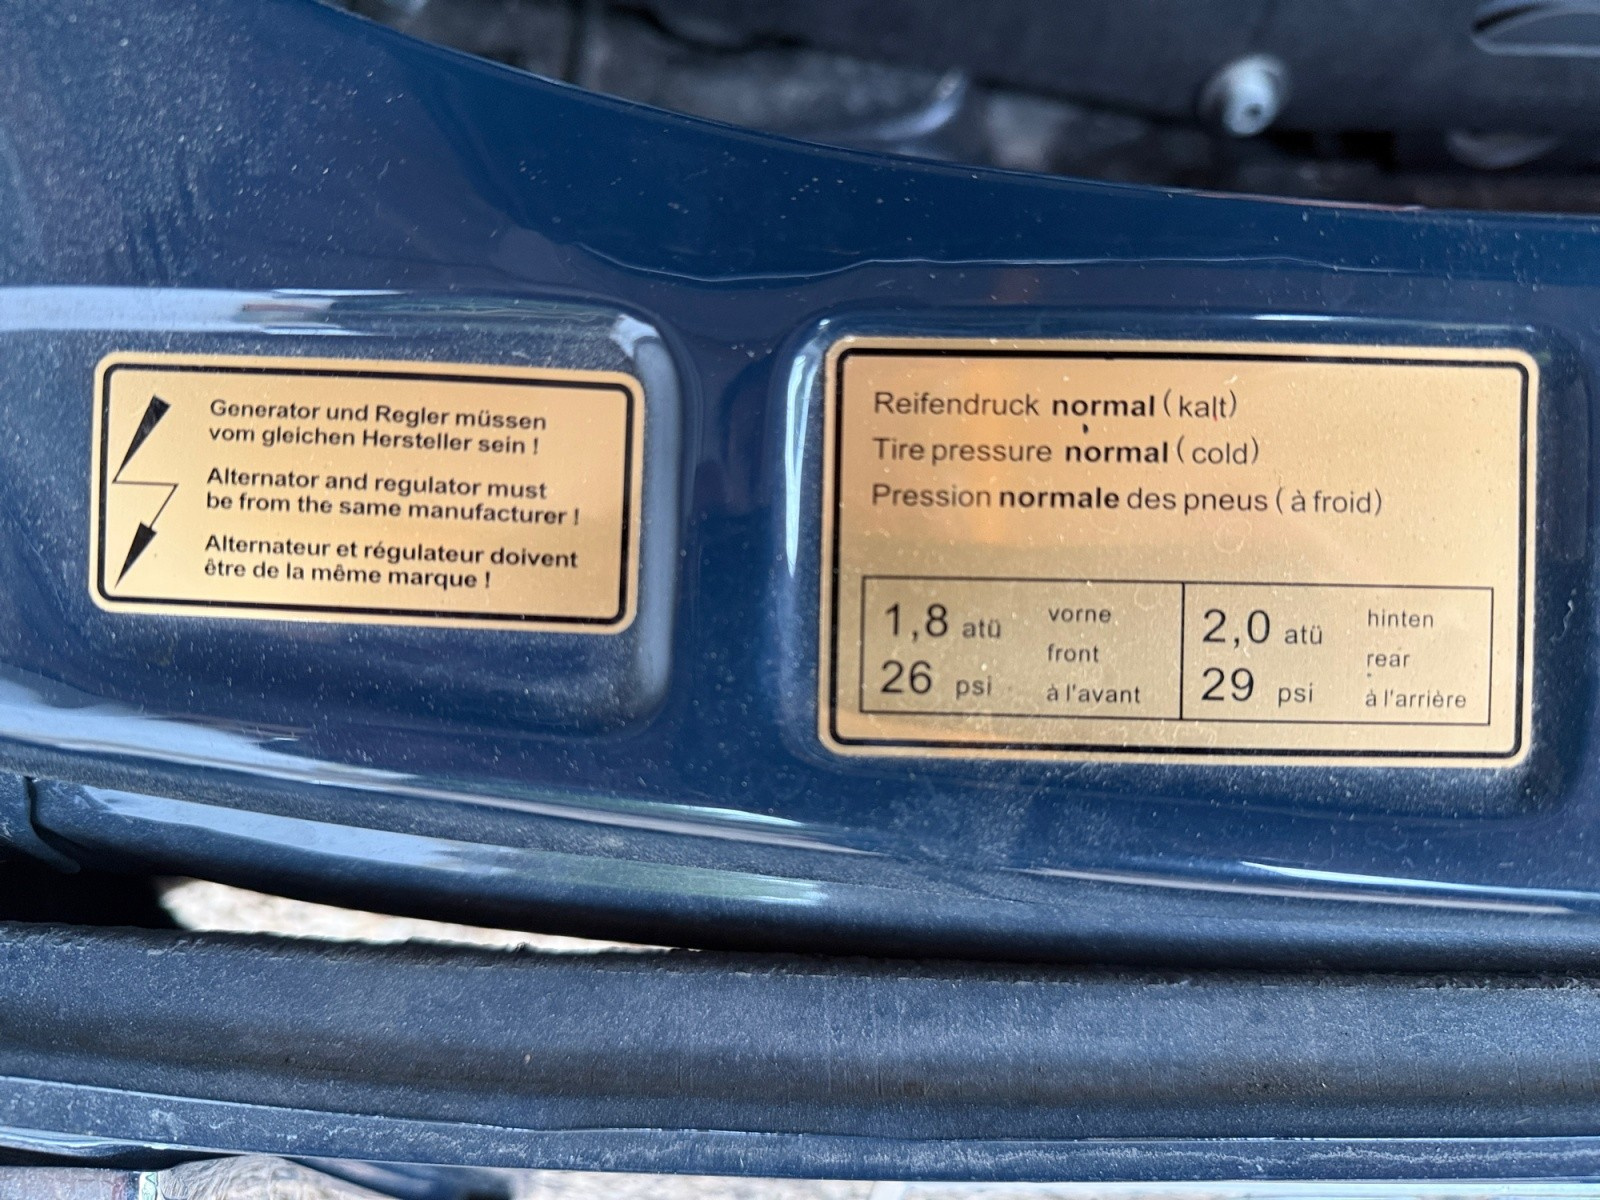 Generator und Regler müssen
vom gleichen Hersteller sein !
Alternator and regulator must
be from the same manufacturer !
Alternateur et régulateur doivent
être de la même marque !
Reifendruck normal (kalt)
Tire pressure normal (cold)
Pression normale des pneus (à froid)
1,8 atü vorne
front
26 psi à l'avant
2,0 atü hinten
rear
29 psi à l'arrière